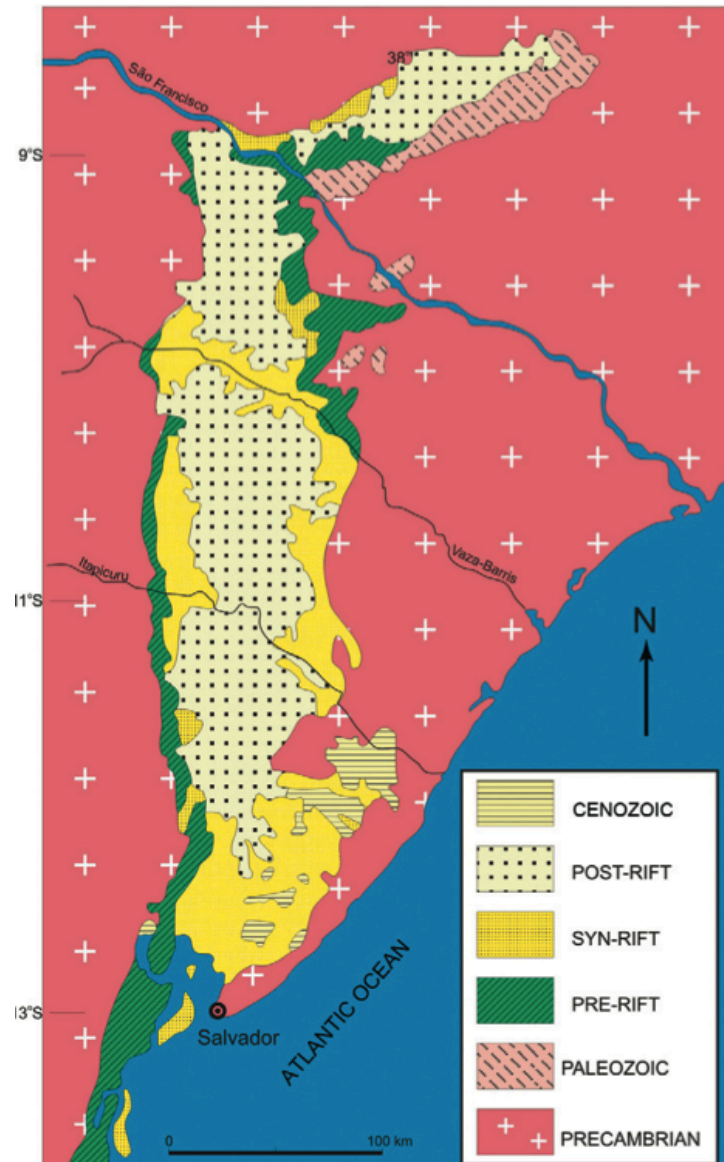 38°
São Francisco
9°S
Vaza-Barris
Itapicuru
11°S
N
CENOZOIC
POST-RIFT
SYN-RIFT
PRE-RIFT
PALEOZOIC
PRECAMBRIAN
ATLANTIC OCEAN
13°S
Salvador
0 100 km